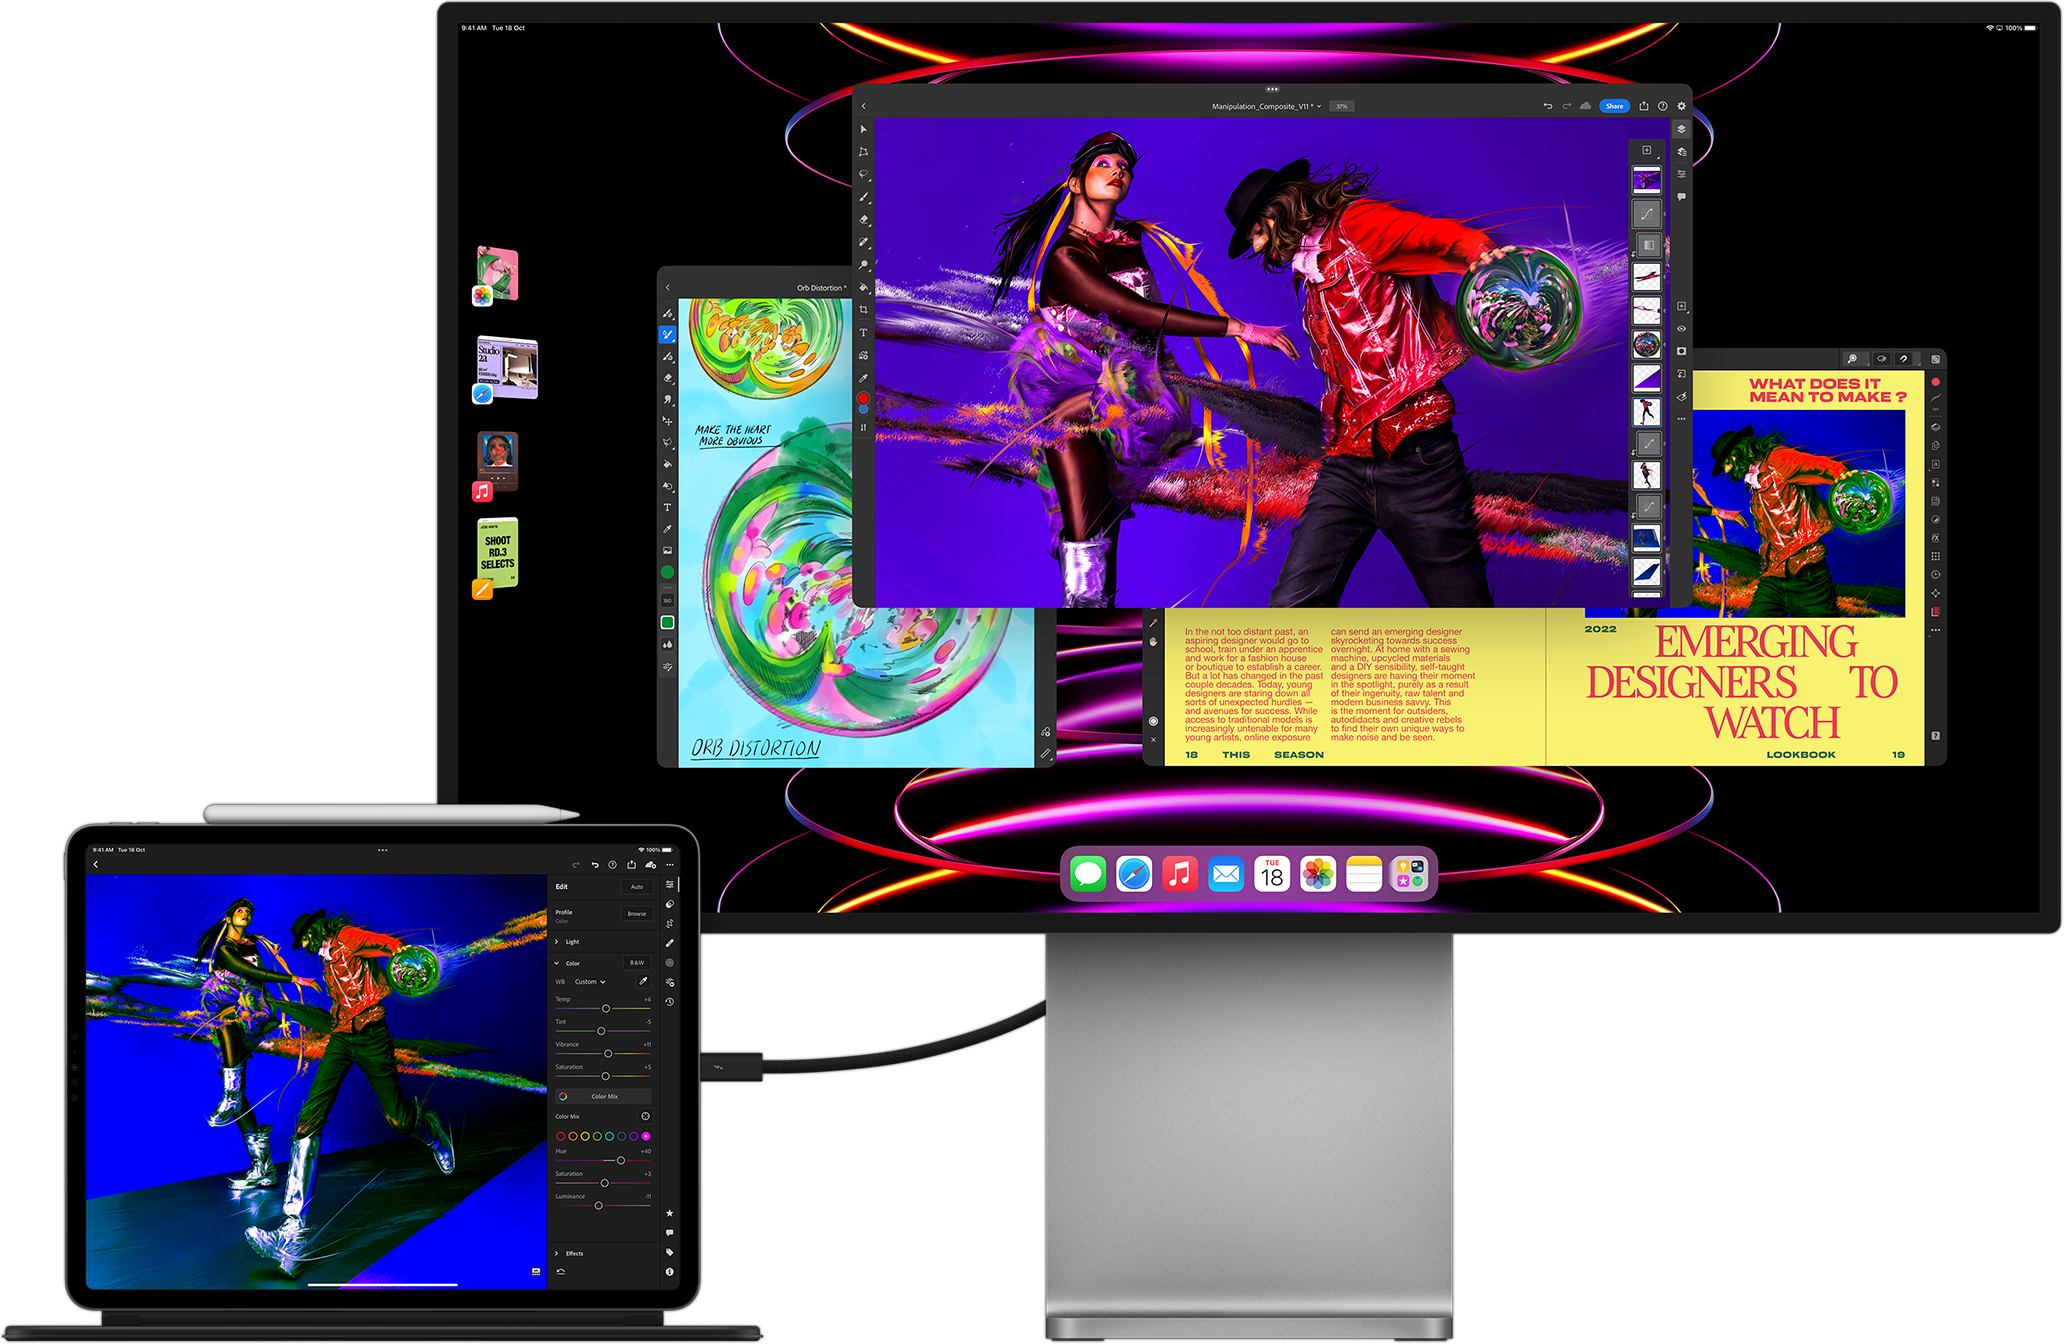 9:41 AM Tue 18 Oct
100%
Manipulation_Composite_V11 *
37%
Share
Orb Distortion *
MAKE THE HEART
MORE OBVIOUS
ORB DISTORTION
180
Studio
2a
JOB #0076
SHOOT
RD.3
SELECTS
WHAT DOES IT
MEAN TO MAKE ?
In the not too distant past, an
aspiring designer would go to
school, train under an apprentice
and work for a fashion house
or boutique to establish a career.
But a lot has changed in the past
couple decades. Today, young
designers are staring down all
sorts of unexpected hurdles —
and avenues for success. While
access to traditional models is
increasingly untenable for many
young artists, online exposure
can send an emerging designer
skyrocketing towards success
overnight. At home with a sewing
machine, upcycled materials
and a DIY sensibility, self-taught
designers are having their moment
in the spotlight, purely as a result
of their ingenuity, raw talent and
modern business savvy. This
is the moment for outsiders,
autodidacts and creative rebels
to find their own unique ways to
make noise and be seen.
18 THIS SEASON
2022
EMERGING
DESIGNERS TO
WATCH
LOOKBOOK 19
TUE
18
9:41 AM Tue 18 Oct
100%
Edit Auto
Profile
Color
Browse
Light
Color B&W
WB Custom
Temp +6
Tint -5
Vibrance +11
Saturation +5
Color Mix
Color Mix
Hue +40
Saturation +3
Luminance -11
Effects